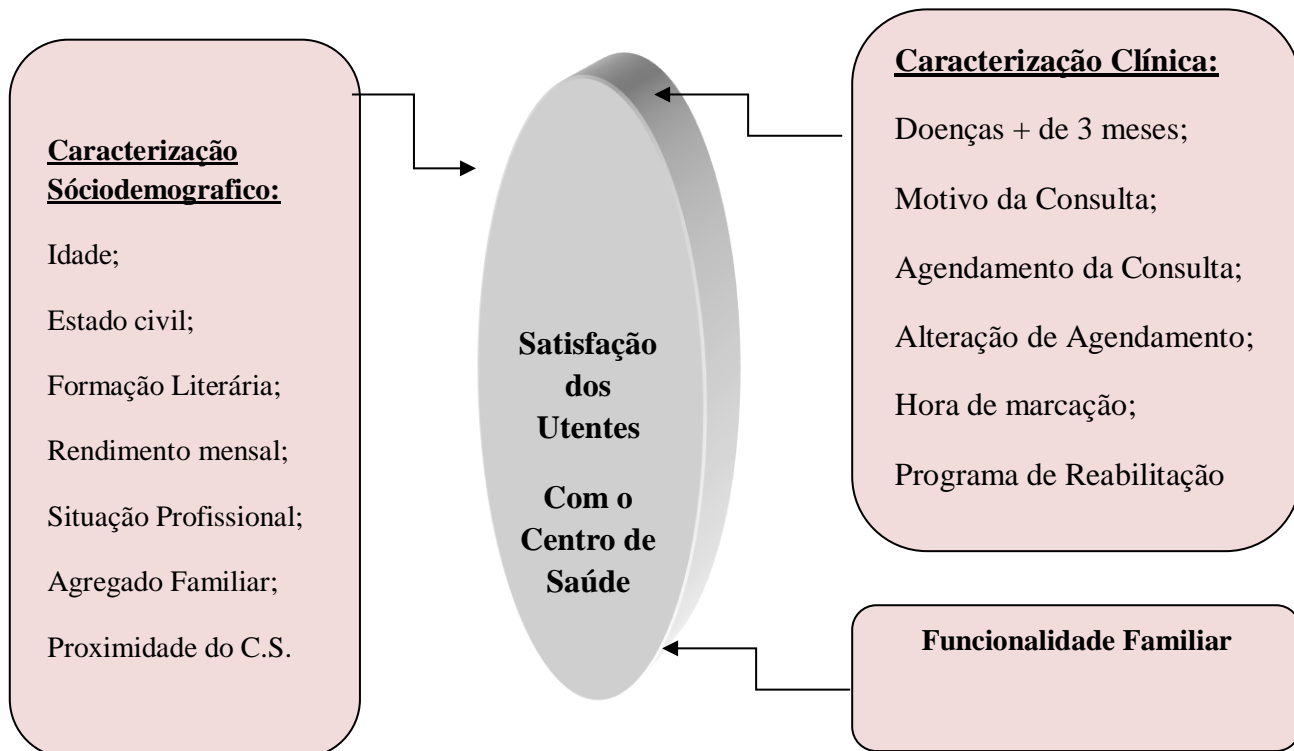 Caracterização
Sóciodemografico:
Idade;
Estado civil;
Formação Literária;
Rendimento mensal;
Situação Profissional;
Agregado Familiar;
Proximidade do C.S.
Satisfação
dos
Utentes
Com o
Centro de
Saúde
Caracterização Clínica:
Doenças + de 3 meses;
Motivo da Consulta;
Agendamento da Consulta;
Alteração de Agendamento;
Hora de marcação;
Programa de Reabilitação
Funcionalidade Familiar